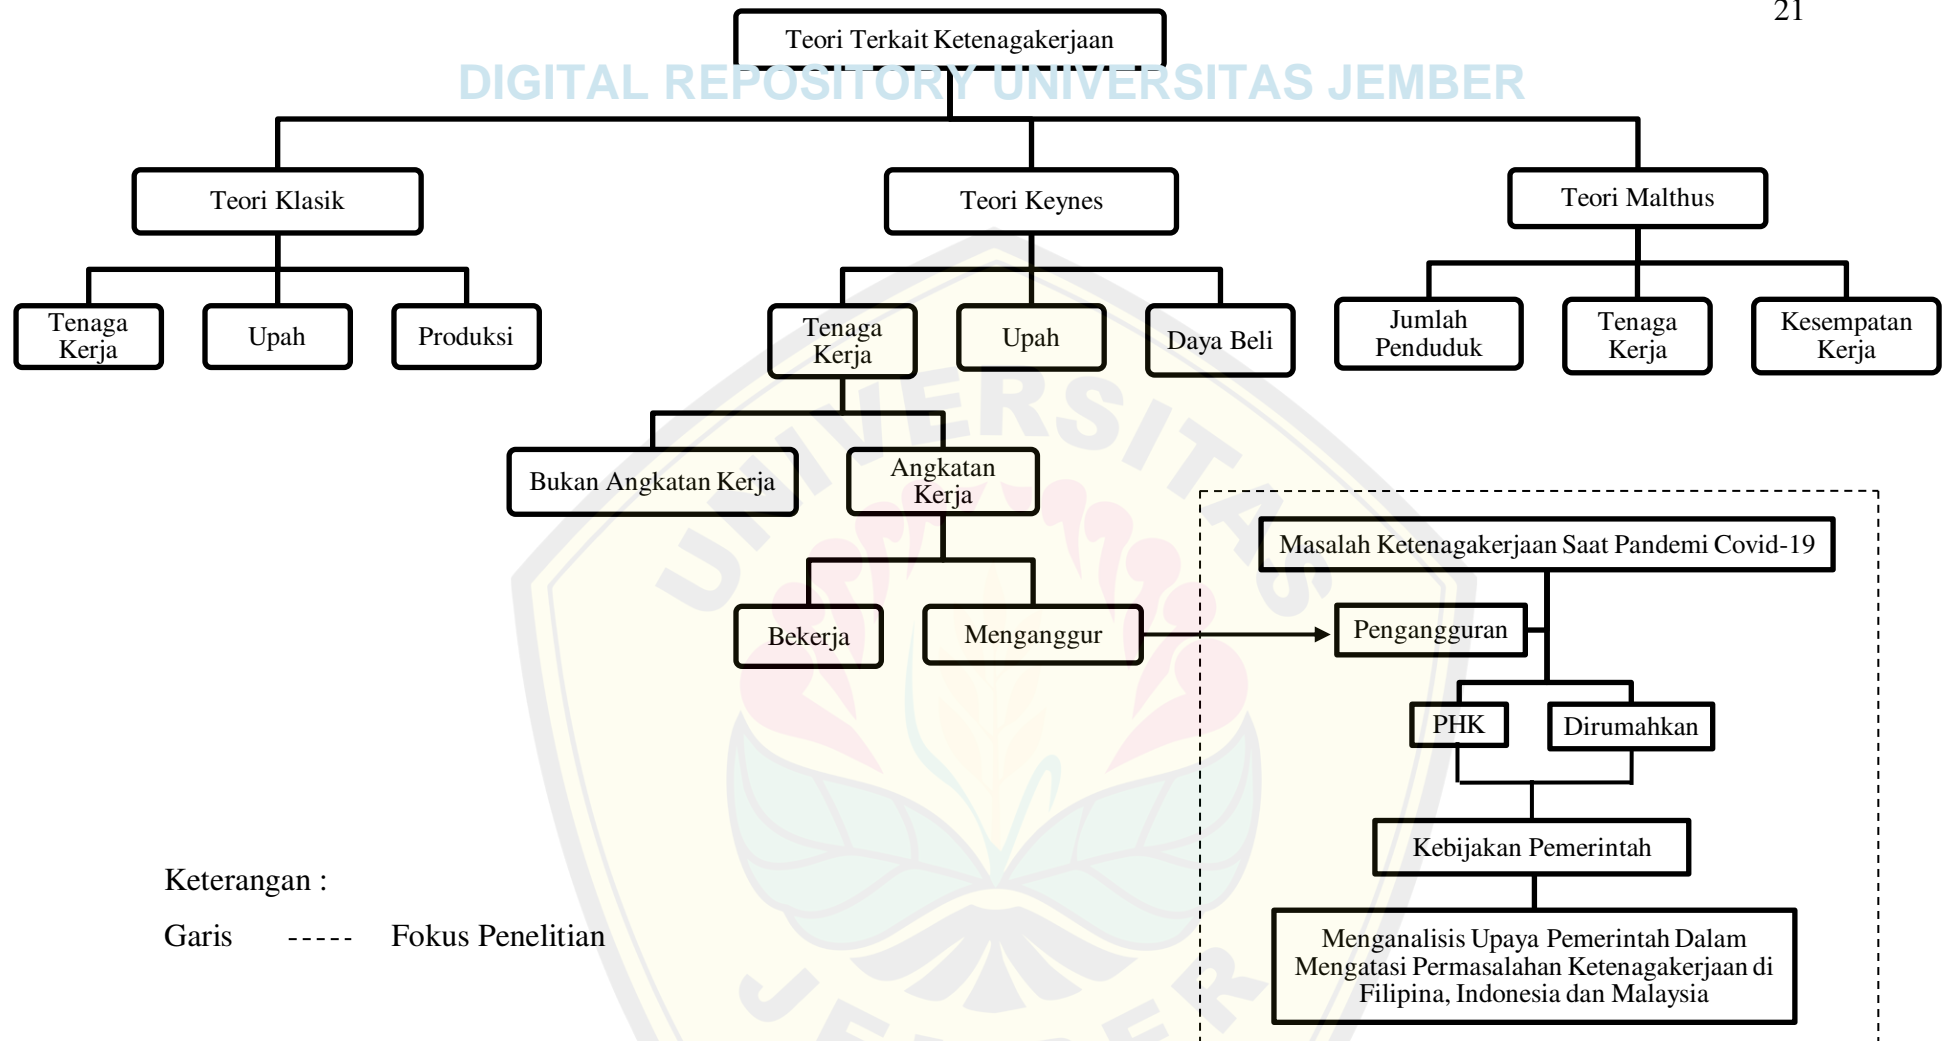 21
Teori Terkait Ketenagakerjaan
DIGITAL REPOSITORY UNIVERSITAS JEMBER
Teori Klasik
Teori Keynes
Teori Malthus
Tenaga
Kerja
Upah
Produksi
Tenaga
Kerja
Upah
Daya Beli
Jumlah
Penduduk
Tenaga
Kerja
Kesempatan
Kerja
Bukan Angkatan Kerja
Angkatan
Kerja
Masalah Ketenagakerjaan Saat Pandemi Covid-19
Bekerja
Menganggur
Pengangguran
PHK
Dirumahkan
Kebijakan Pemerintah
Menganalisis Upaya Pemerintah Dalam
Mengatasi Permasalahan Ketenagakerjaan di
Filipina, Indonesia dan Malaysia
Keterangan :
Garis ----- Fokus Penelitian
UNIVERSITAS
JEMBER